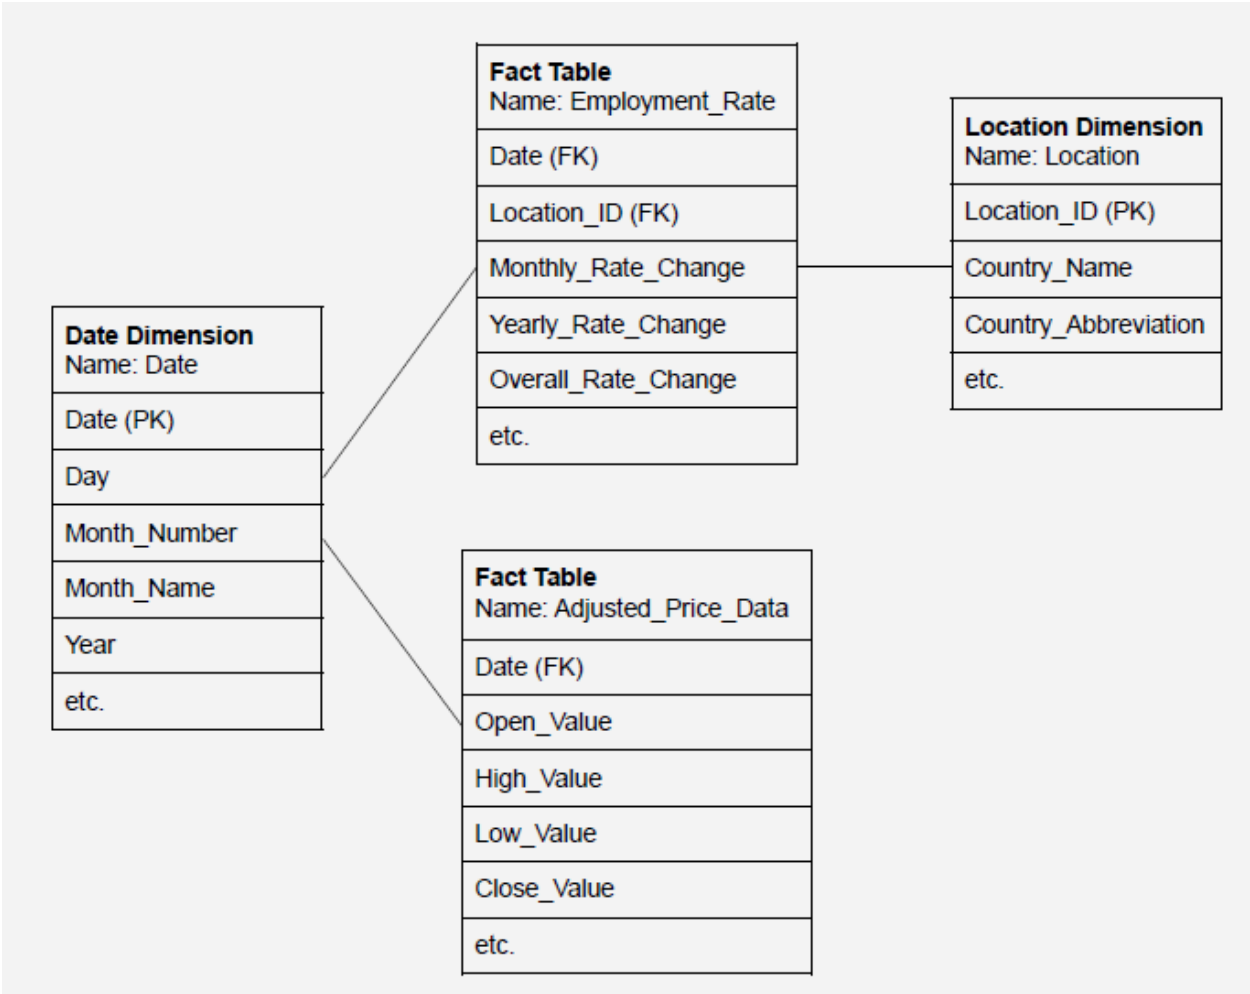 Fact Table
Name: Employment_Rate
Date (FK)
Location_ID (FK)
Monthly_Rate_Change
Yearly_Rate_Change
Overall_Rate_Change
etc.
Location Dimension
Name: Location
Location_ID (PK)
Country_Name
Country_Abbreviation
etc.
Date Dimension
Name: Date
Date (PK)
Day
Month_Number
Month_Name
Year
etc.
Fact Table
Name: Adjusted_Price_Data
Date (FK)
Open_Value
High_Value
Low_Value
Close_Value
etc.